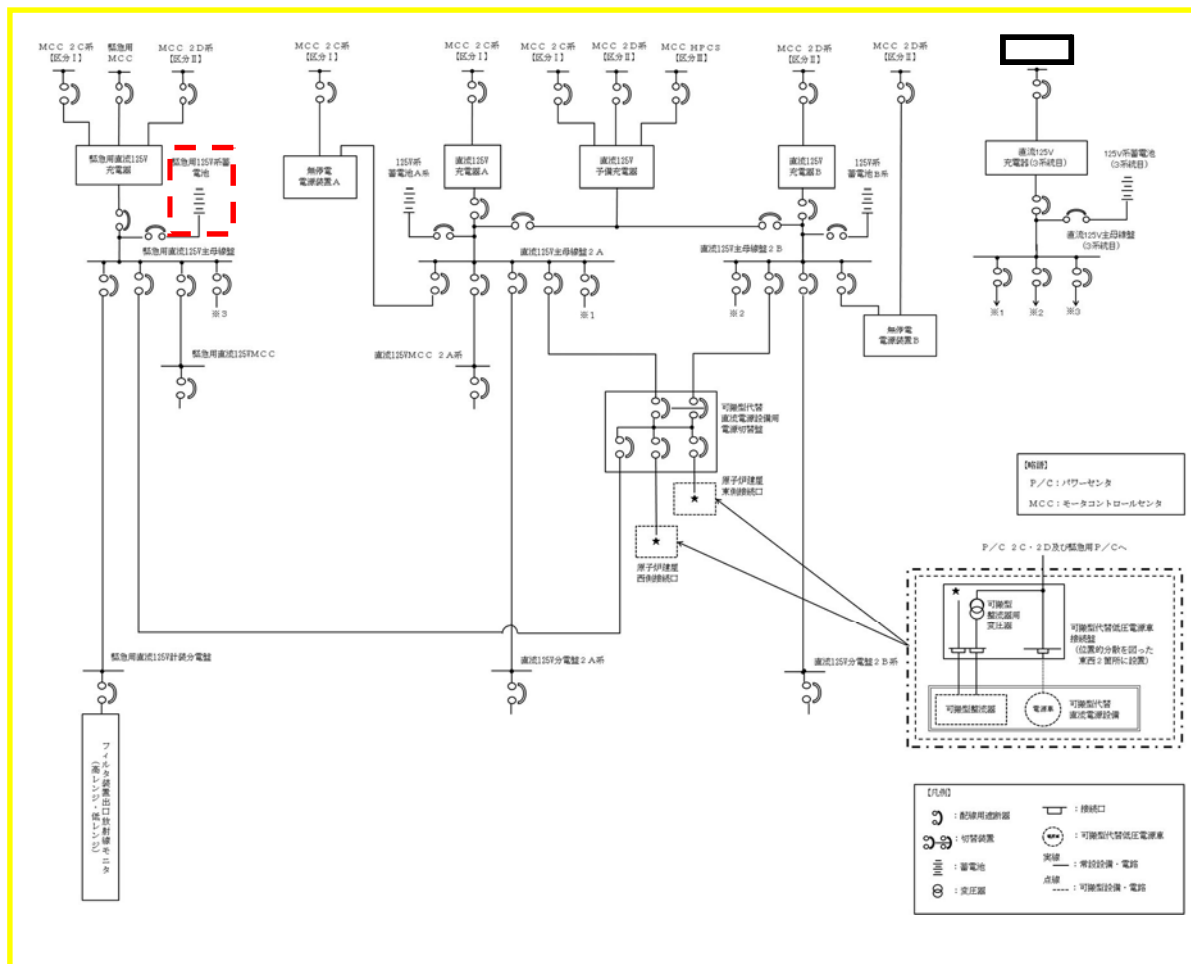 MCC 2C系
【区分Ⅰ】
緊急用
MCC
MCC 2D系
【区分Ⅱ】
MCC 2C系
【区分Ⅰ】
MCC 2C系
【区分Ⅰ】
MCC 2C系
【区分Ⅰ】
MCC 2D系
【区分Ⅱ】
MCC HPCS
【区分Ⅲ】
MCC 2D系
【区分Ⅱ】
MCC 2D系
【区分Ⅱ】
緊急用直流125V
充電器
緊急用125V系蓄
電池
無停電
電源装置A
125V系
蓄電池A系
直流125V
充電器A
直流125V
予備充電器
直流125V
充電器B
125V系
蓄電池B系
直流125V
充電器(3系統目)
125V系蓄電池
(3系統目)
緊急用直流125V主母線盤
直流125V主母線盤2A
直流125V主母線盤2B
直流125V主母線盤
(3系統目)
※3
※1
※2
※1
※2
※3
無停電
電源装置B
緊急用直流125VMCC
直流125VMCC 2A系
可搬型代替
直流電源設備用
電源切替盤
原子炉建屋
東側接続口
★
★
原子炉建屋
西側接続口
【略語】
P/C:パワーセンタ
MCC:モータコントロールセンタ
P/C 2C・2D及び緊急用P/Cへ
★
可搬型
整流器用
変圧器
可搬型代替低圧電源車
接続盤
(位置的分散を図った
東西2箇所に設置)
可搬型整流器
電源車
可搬型代替
直流電源設備
緊急用直流125V計装分電盤
直流125V分電盤2A系
直流125V分電盤2B系
フィルタ装置出口放射線モニタ
(高レンジ・低レンジ)
【凡例】
:配線用遮断器
:切替装置
:蓄電池
:変圧器
:接続口
電源車
:可搬型代替低圧電源車
実線
:常設設備・電路
点線
:可搬型設備・電路